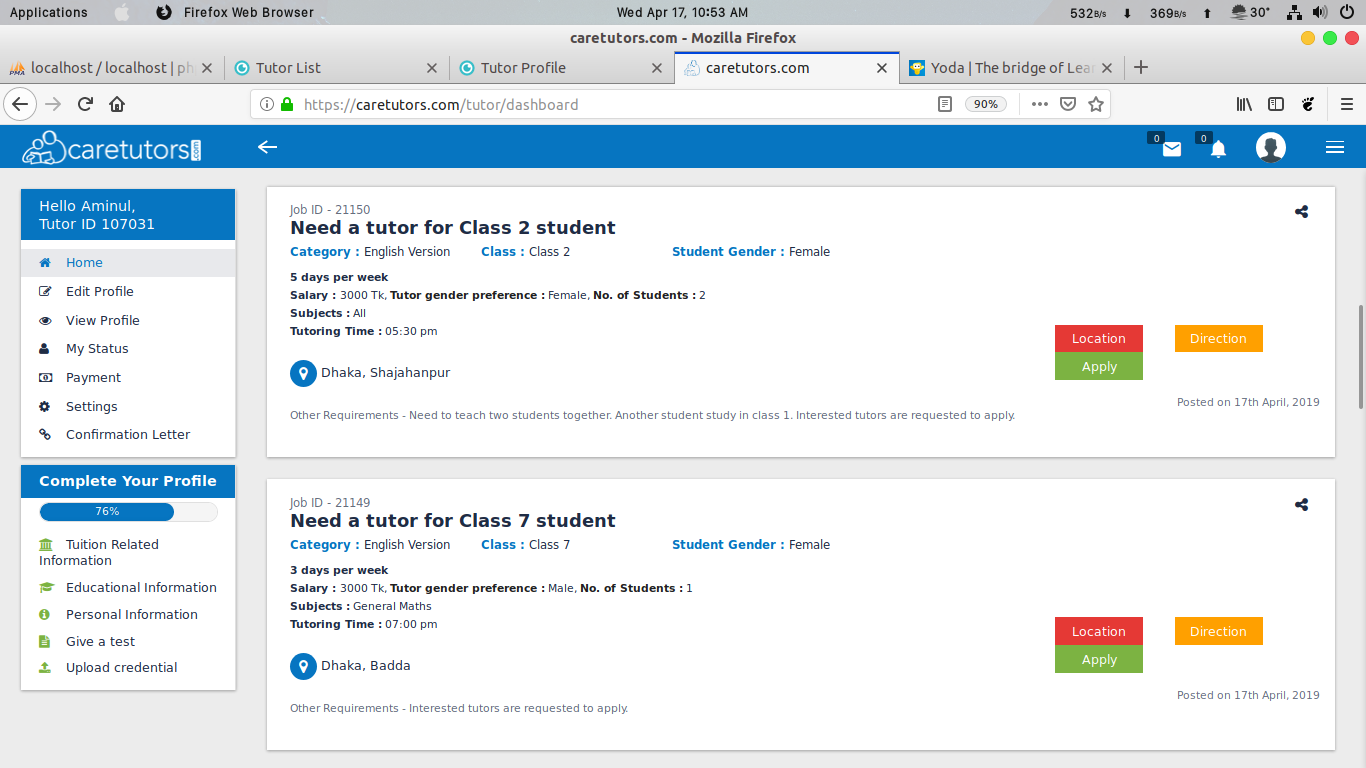 Applications
Firefox Web Browser
Wed Apr 17, 10:53 AM
532B/s
369B/s
30°
caretutors.com - Mozilla Firefox
PMA
localhost / localhost | ph
Tutor List
Tutor Profile
caretutors.com
Yoda | The bridge of Lear
https://caretutors.com/tutor/dashboard
90%
caretutors.com
0
0
Hello Aminul,
Tutor ID 107031
Home
Edit Profile
View Profile
My Status
Payment
Settings
Confirmation Letter
Complete Your Profile
76%
Tuition Related
Information
Educational Information
Personal Information
Give a test
Upload credential
Job ID - 21150
Need a tutor for Class 2 student
Category : English Version Class : Class 2 Student Gender : Female
5 days per week
Salary : 3000 Tk, Tutor gender preference : Female, No. of Students : 2
Subjects : All
Tutoring Time : 05:30 pm
Location
Direction
Apply
Dhaka, Shajahanpur
Posted on 17th April, 2019
Other Requirements - Need to teach two students together. Another student study in class 1. Interested tutors are requested to apply.
Job ID - 21149
Need a tutor for Class 7 student
Category : English Version Class : Class 7 Student Gender : Female
3 days per week
Salary : 3000 Tk, Tutor gender preference : Male, No. of Students : 1
Subjects : General Maths
Tutoring Time : 07:00 pm
Location
Direction
Apply
Dhaka, Badda
Posted on 17th April, 2019
Other Requirements - Interested tutors are requested to apply.